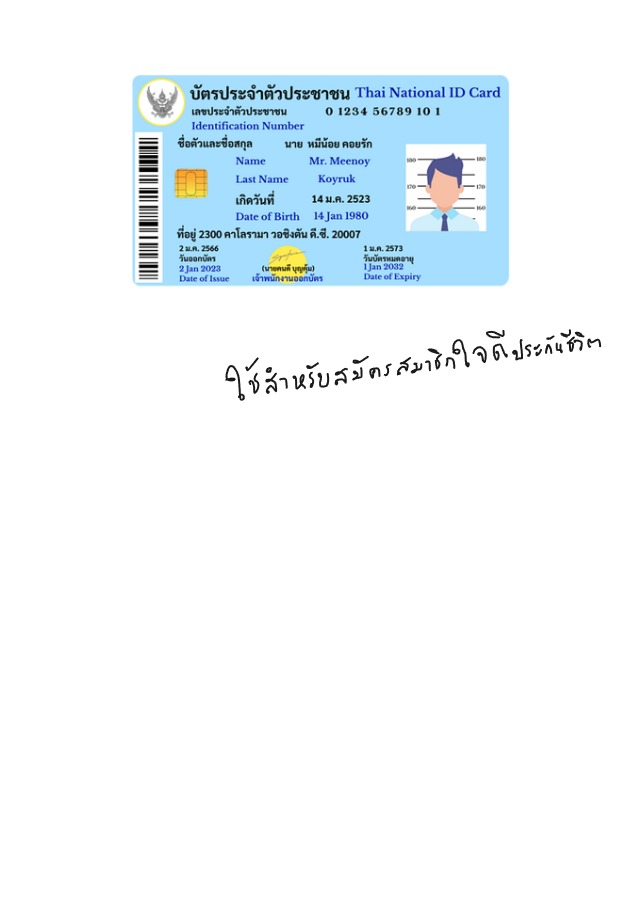 บัตรประจำตัวประชาชน Thai National ID Card
เลขประจำตัวประชาชน 0 1234 56789 10 1
Identification Number
ชื่อตัวและชื่อสกุล นาย หมีน้อย คอยรัก
Name Mr. Meenoy
Last Name Koyruk
เกิดวันที่ 14 ม.ค. 2523
Date of Birth 14 Jan 1980
ที่อยู่ 2300 คาโลรามา วอชิงตัน ดี.ซี. 20007
2 ม.ค. 2566 1 ม.ค. 2573
วันออกบัตร (นายคนดี บุญคุ้ม) วันบัตรหมดอายุ
2 Jan 2023 1 Jan 2032
Date of Issue เจ้าพนักงานออกบัตร Date of Expiry
180 180
170 170
160 160
ใช้สำหรับสมัครสมาชิกใจดีประกันชีวิต